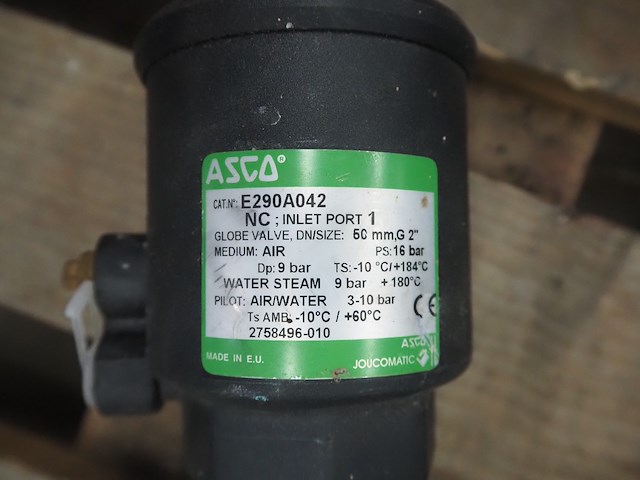 ASCO®
CAT.Nº: E290A042
NC ; INLET PORT 1
GLOBE VALVE, DN/SIZE: 50 mm,G 2"
MEDIUM: AIR PS: 16 bar
Dp: 9 bar TS: -10 °C/+184°C
WATER STEAM 9 bar +180°C
PILOT: AIR/WATER 3-10 bar
Ts AMB. -10°C / +60°C
2758496-010
CE
MADE IN E.U.
ASCO
JOUCOMATIC